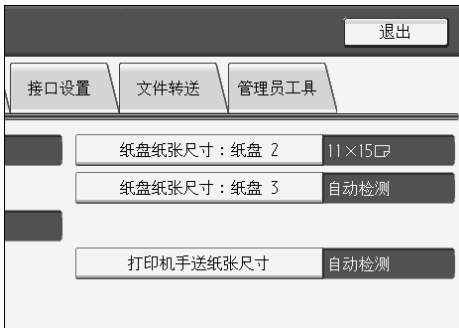 退出
接口设置 文件转送 管理员工具
纸盘纸张尺寸：纸盘 2 11×15
纸盘纸张尺寸：纸盘 3 自动检测
打印机手送纸张尺寸 自动检测